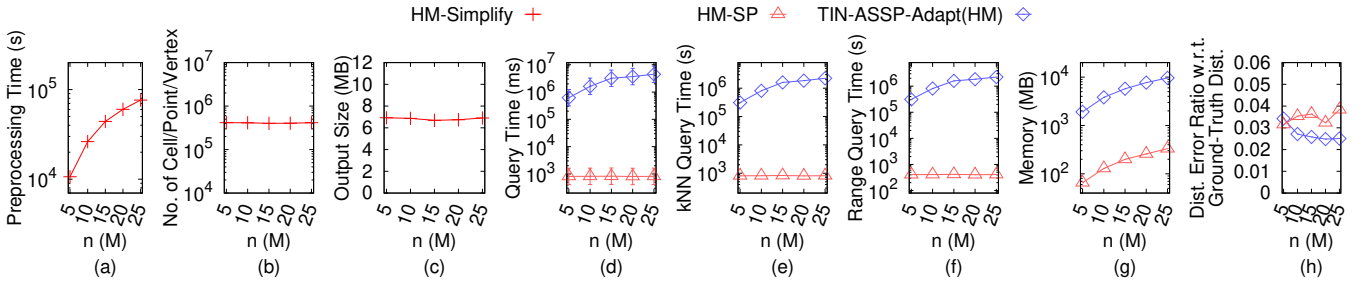 HM-Simplify HM-SP TIN-ASSP-Adapt(HM)
Preprocessing Time (s)
10^5
10^4
5 10 15 20 25
n (M)
(a)
No. of Cell/Point/Vertex
10^7
10^6
10^5
10^4
5 10 15 20 25
n (M)
(b)
Output Size (MB)
12
10
8
6
4
2
0
5 10 15 20 25
n (M)
(c)
Query Time (ms)
10^7
10^6
10^5
10^4
10^3
5 10 15 20 25
n (M)
(d)
kNN Query Time (s)
10^7
10^6
10^5
10^4
10^3
5 10 15 20 25
n (M)
(e)
Range Query Time (s)
10^6
10^5
10^4
10^3
10^2
5 10 15 20 25
n (M)
(f)
Memory (MB)
10^4
10^3
10^2
5 10 15 20 25
n (M)
(g)
Dist. Error Ratio w.r.t.
Ground-Truth Dist.
0.06
0.05
0.04
0.03
0.02
0.01
0
5 10 15 20 25
n (M)
(h)